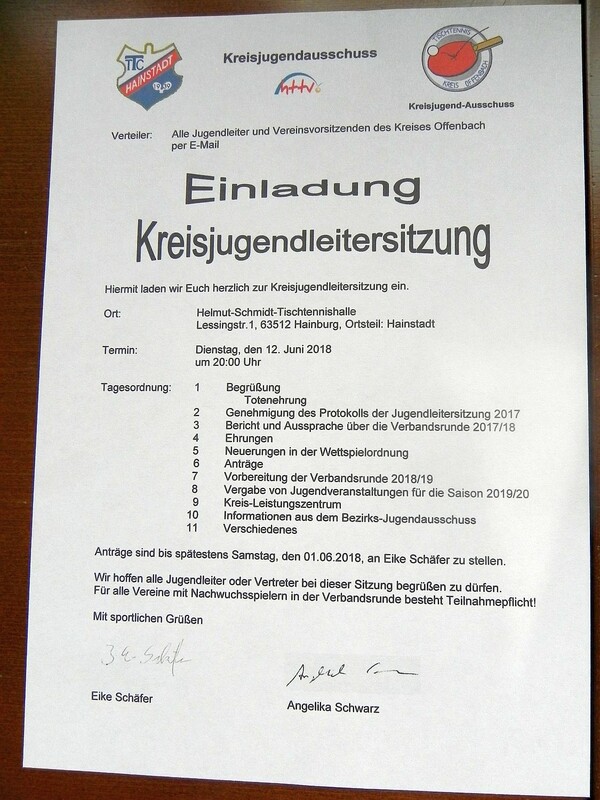 TTC
HAINSTADT
Kreisjugendausschuss
httv
TISCHTENNIS
KREIS OFFENBACH
Kreisjugend-Ausschuss
Verteiler: Alle Jugendleiter und Vereinsvorsitzenden des Kreises Offenbach
per E-Mail
Einladung
Kreisjugendleitersitzung
Hiermit laden wir Euch herzlich zur Kreisjugendleitersitzung ein.
Ort: Helmut-Schmidt-Tischtennishalle
Lessingstr.1, 63512 Hainburg, Ortsteil: Hainstadt
Termin: Dienstag, den 12. Juni 2018
um 20:00 Uhr
Tagesordnung: 1 Begrüßung
Totenehrung
2 Genehmigung des Protokolls der Jugendleitersitzung 2017
3 Bericht und Aussprache über die Verbandsrunde 2017/18
4 Ehrungen
5 Neuerungen in der Wettspielordnung
6 Anträge
7 Vorbereitung der Verbandsrunde 2018/19
8 Vergabe von Jugendveranstaltungen für die Saison 2019/20
9 Kreis-Leistungszentrum
10 Informationen aus dem Bezirks-Jugendausschuss
11 Verschiedenes
Anträge sind bis spätestens Samstag, den 01.06.2018, an Eike Schäfer zu stellen.
Wir hoffen alle Jugendleiter oder Vertreter bei dieser Sitzung begrüßen zu dürfen.
Für alle Vereine mit Nachwuchsspielern in der Verbandsrunde besteht Teilnahmepflicht!
Mit sportlichen Grüßen
Eike Schäfer
Angelika Schwarz